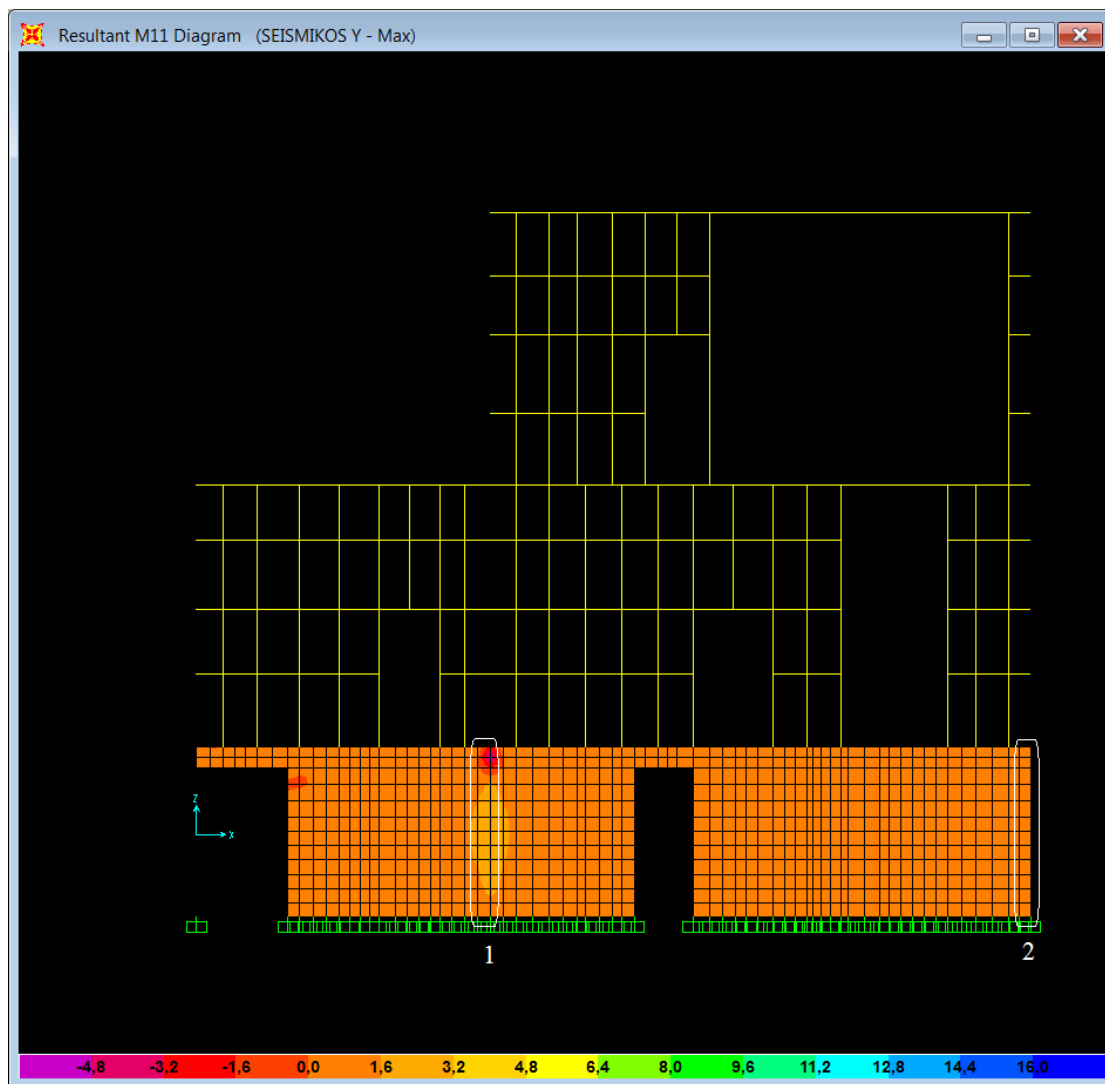 Resultant M11 Diagram (SEISMIKOS Y - Max)
Z
X
1
2
-4,8 -3,2 -1,6 0,0 1,6 3,2 4,8 6,4 8,0 9,6 11,2 12,8 14,4 16,0